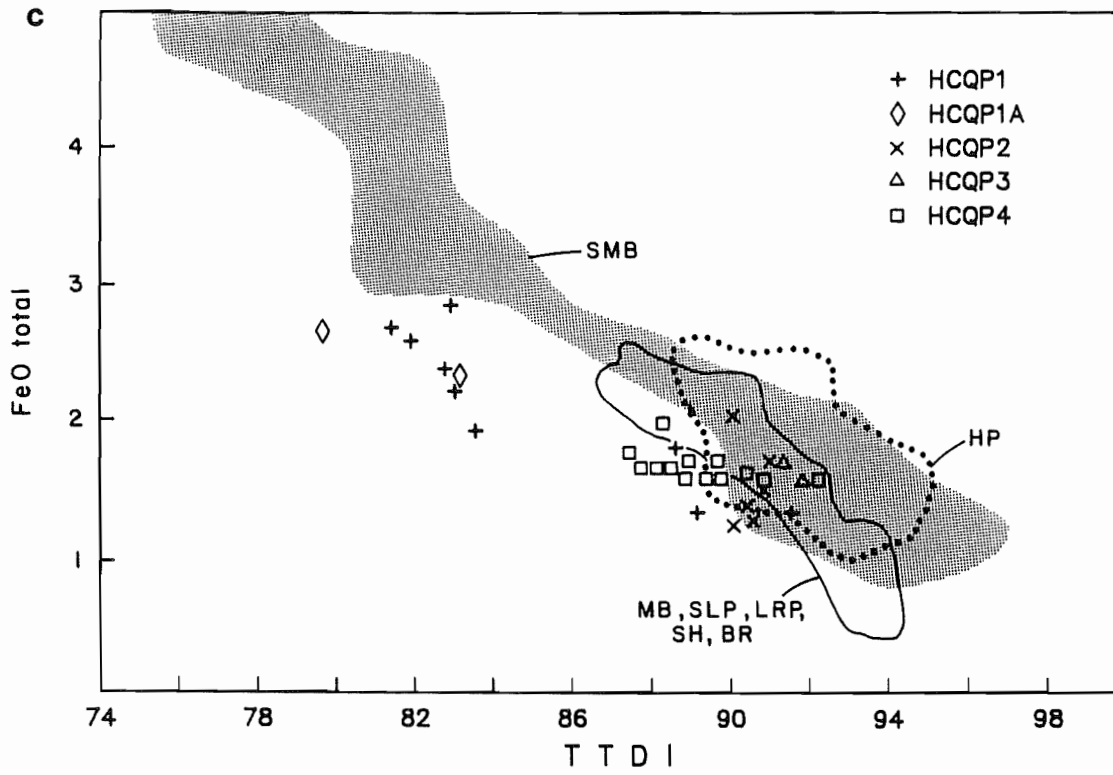 C
HCQP1
HCQP1A
HCQP2
HCQP3
HCQP4
4
3
2
1
FeO total
SMB
HP
MB, SLP, LRP,
SH, BR
74 78 82 86 90 94 98
TTDI